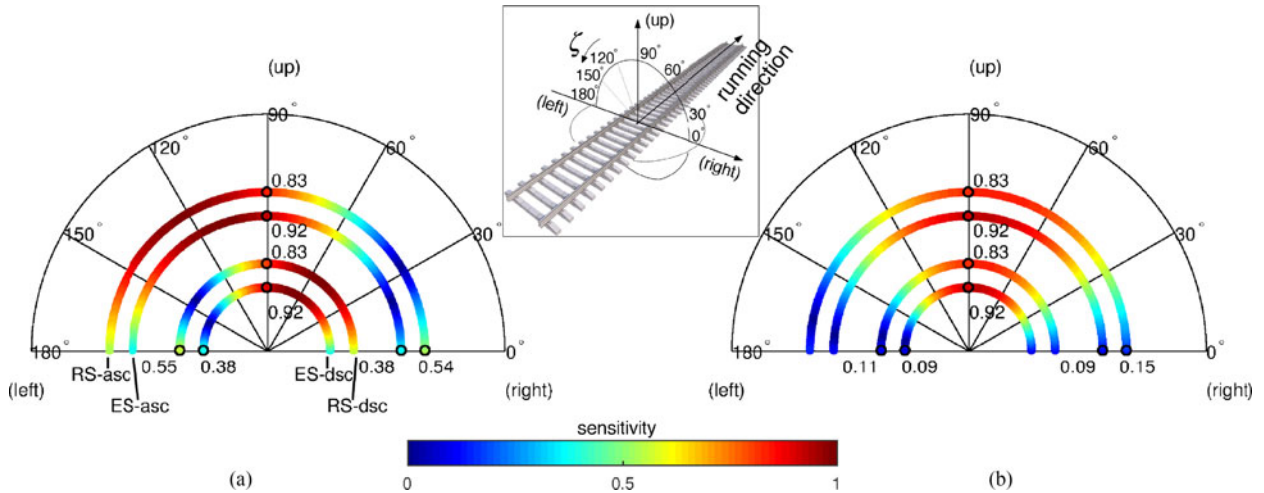 (up)
90°
120°
60°
150°
30°
180°
0°
0.83
0.92
0.83
0.92
0.55
0.38
0.38
0.54
RS-asc
ES-asc
ES-dsc
RS-dsc
(left)
(right)
(a)
(up)
ζ
120°
90°
60°
150°
180°
30°
0°
(left)
(right)
running
direction
(up)
90°
120°
60°
150°
30°
180°
0°
0.83
0.92
0.83
0.92
0.11
0.09
0.09
0.15
(left)
(right)
(b)
sensitivity
0
0.5
1